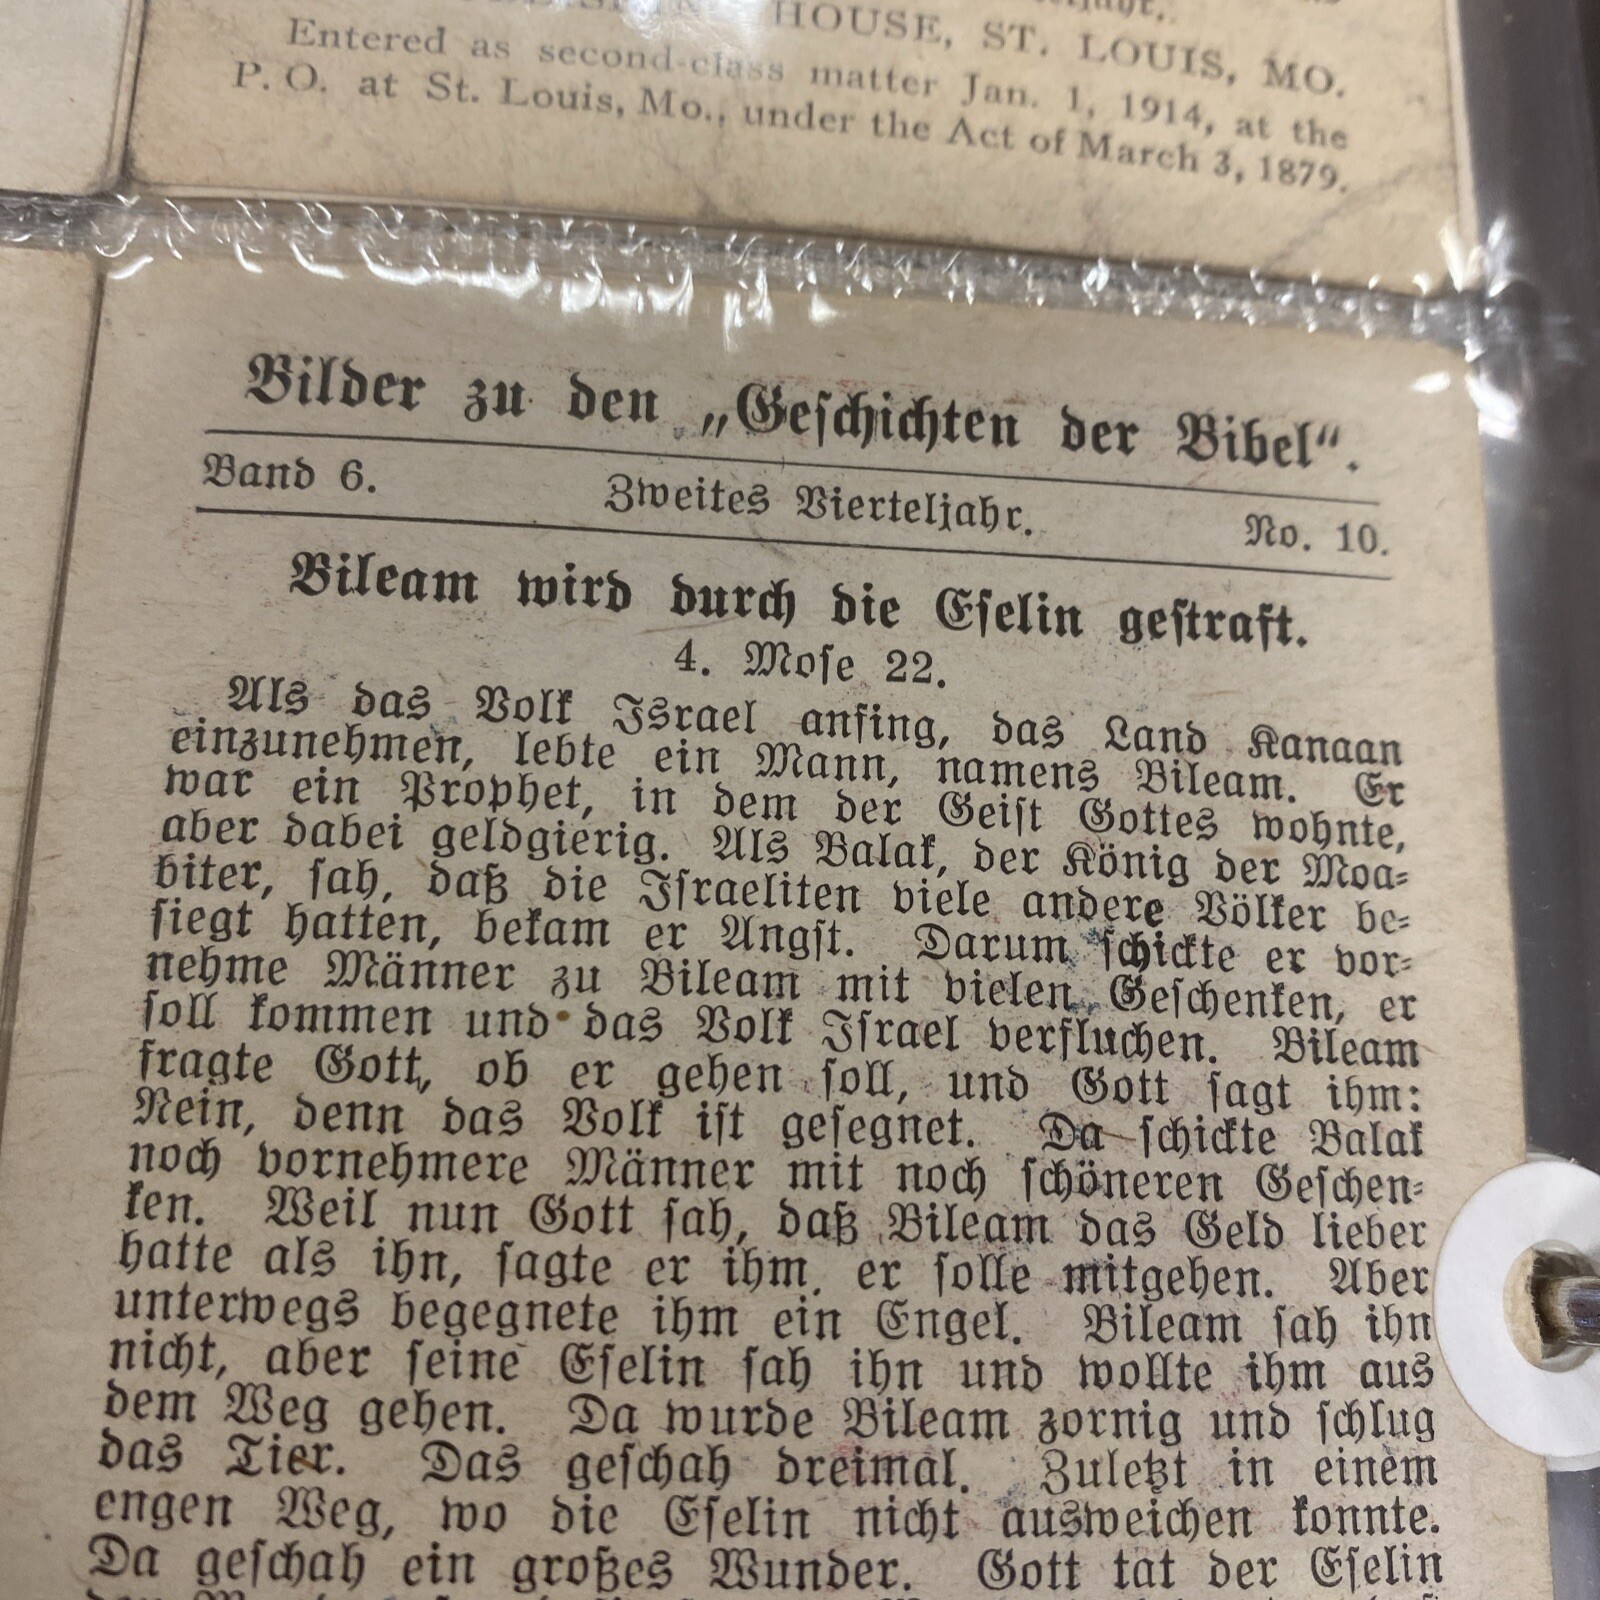 HOUSE, ST. LOUIS, MO.
Entered as second-class matter Jan. 1, 1914, at the
P. O. at St. Louis, Mo., under the Act of March 3, 1879.
Bilder zu den „Geſchichten der Bibel“.
Band 6. Zweites Vierteljahr. No. 10.
Bileam wird durch die Eſelin geſtraft.
4. Moſe 22.
Als das Volk Israel anfing, das Land Kanaan
einzunehmen, lebte ein Mann, namens Bileam. Er
war ein Prophet, in dem der Geiſt Gottes wohnte,
aber dabei geldgierig. Als Balak, der König der Moa⸗
biter, ſah, daß die Iſraeliten viele andere Völker be⸗
ſiegt hatten, bekam er Angſt. Darum ſchickte er vor⸗
nehme Männer zu Bileam mit vielen Geſchenken, er
ſoll kommen und das Volk Iſrael verfluchen. Bileam
fragte Gott, ob er gehen ſoll, und Gott ſagt ihm:
Nein, denn das Volk iſt geſegnet. Da ſchickte Balak
noch vornehmere Männer mit noch ſchöneren Geſchen⸗
ken. Weil nun Gott ſah, daß Bileam das Geld lieber
hatte als ihn, ſagte er ihm, er ſolle mitgehen. Aber
unterwegs begegnete ihm ein Engel. Bileam ſah ihn
nicht, aber ſeine Eſelin ſah ihn und wollte ihm aus
dem Weg gehen. Da wurde Bileam zornig und ſchlug
das Tier. Das geſchah dreimal. Zuletzt in einem
engen Weg, wo die Eſelin nicht ausweichen konnte.
Da geſchah ein großes Wunder. Gott tat der Eſelin